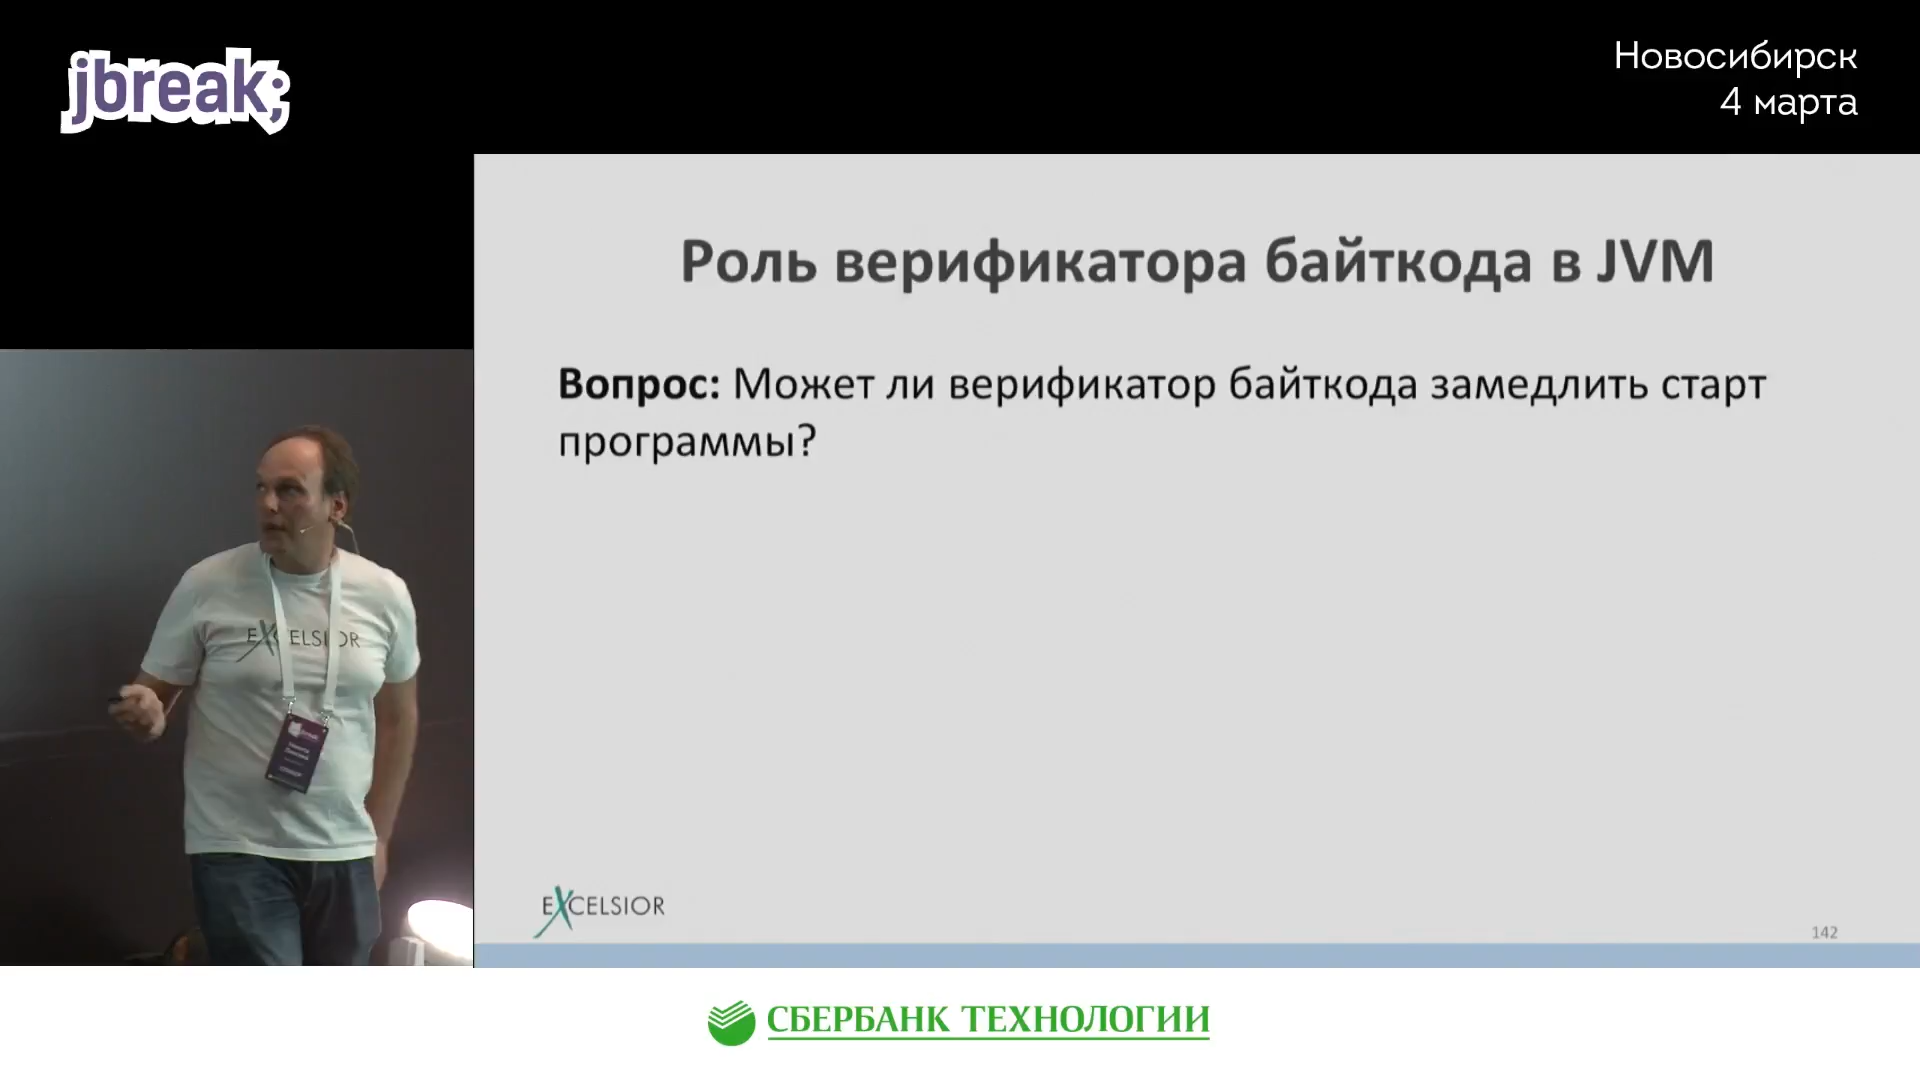 jbreak;
Новосибирск
4 марта
Роль верификатора байткода в JVM
Вопрос: Может ли верификатор байткода замедлить старт
программы?
EXCELSIOR
EXCELSIOR
142
СБЕРБАНК ТЕХНОЛОГИИ